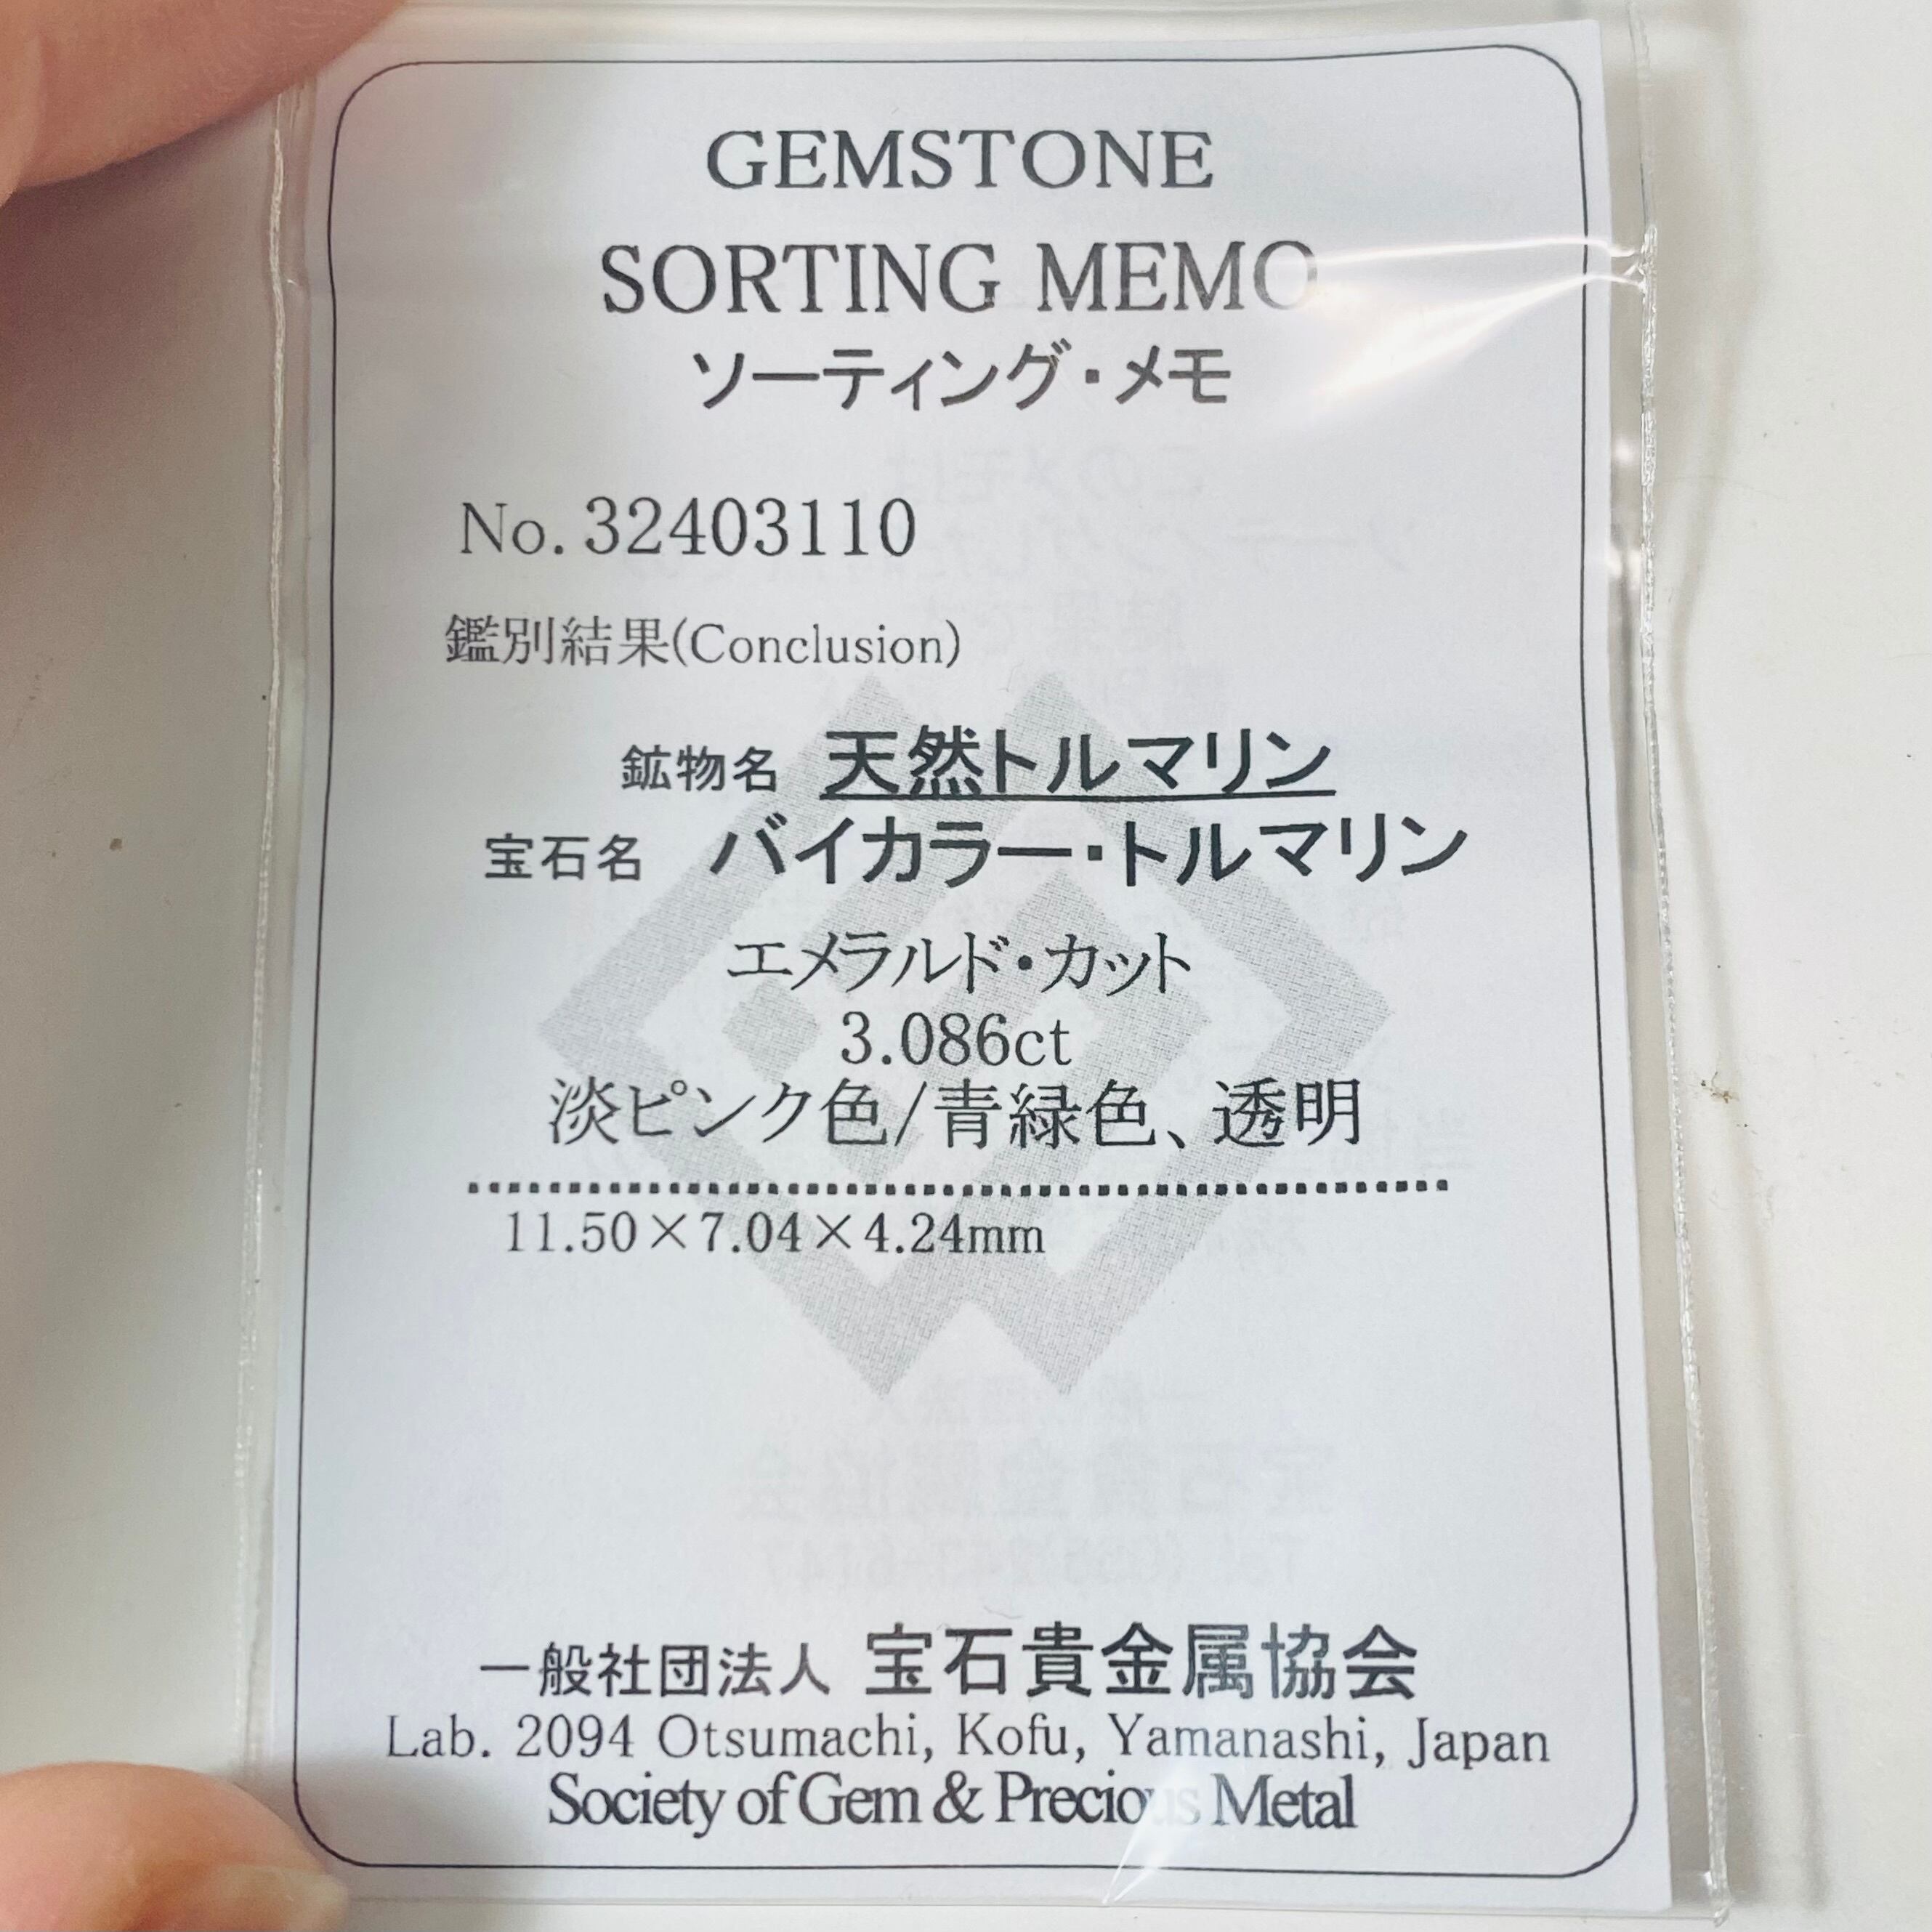 GEMSTONE
SORTING MEMO
ソーティング・メモ
No. 32403110
鑑別結果(Conclusion)
鉱物名 天然トルマリン
宝石名 バイカラー・トルマリン
エメラルド・カット
3.086ct
淡ピンク色/青緑色、透明
11.50×7.04×4.24mm
一般社団法人 宝石貴金属協会
Lab. 2094 Otsumachi, Kofu, Yamanashi, Japan
Society of Gem & Precious Metal